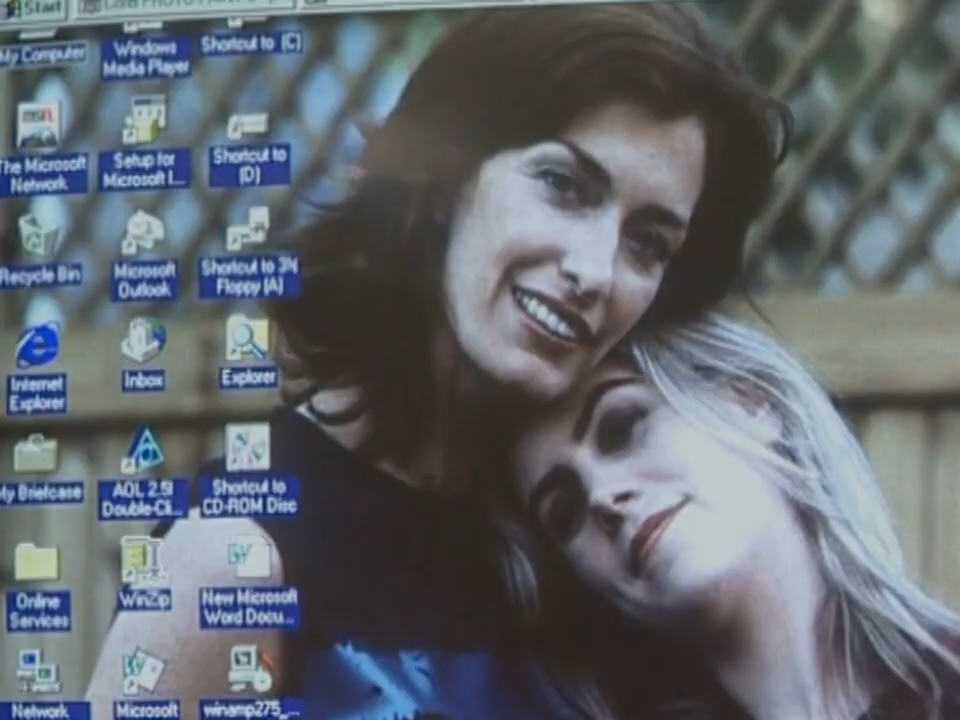 Start
My Computer
Windows
Media Player
Shortcut to (C)
msn
The Microsoft
Network
Setup for
Microsoft I...
Shortcut to
(D)
Recycle Bin
Microsoft
Outlook
Shortcut to 3½
Floppy (A)
Internet
Explorer
Inbox
Explorer
My Briefcase
AOL 2.5i
Double-Cli...
Shortcut to
CD-ROM Disc
Online
Services
WinZip
New Microsoft
Word Docu...
Network
Microsoft
winamp275_...